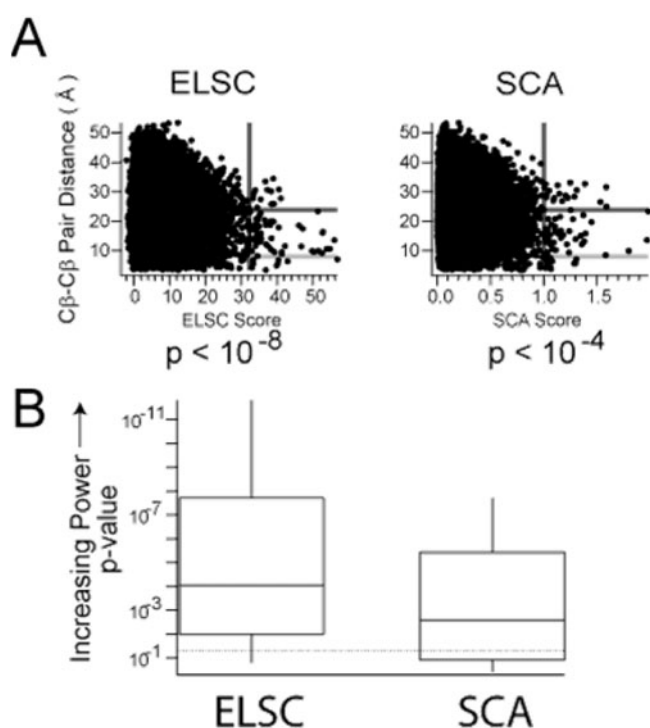 A
ELSC
SCA
Cβ-Cβ Pair Distance (Å)
50
40
30
20
10
0 10 20 30 40 50
ELSC Score
p < 10⁻⁸
50
40
30
20
10
0.0 0.5 1.0 1.5
SCA Score
p < 10⁻⁴
B
Increasing Power →
p-value
10⁻¹¹
10⁻⁷
10⁻³
10⁻¹
ELSC
SCA